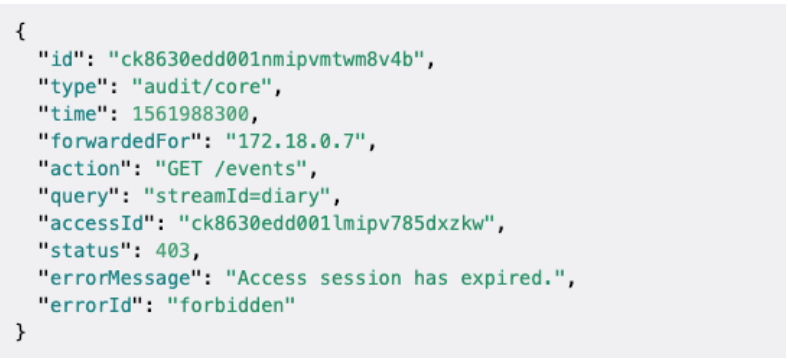 {
  "id": "ck8630edd001nmipvmtwm8v4b",
  "type": "audit/core",
  "time": 1561988300,
  "forwardedFor": "172.18.0.7",
  "action": "GET /events",
  "query": "streamId=diary",
  "accessId": "ck8630edd001lmipv785dxzkw",
  "status": 403,
  "errorMessage": "Access session has expired.",
  "errorId": "forbidden"
}